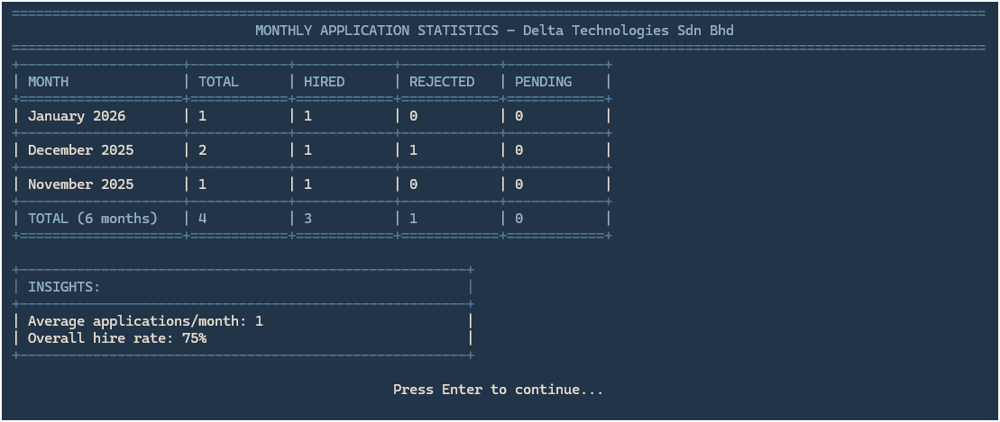 MONTHLY APPLICATION STATISTICS - Delta Technologies Sdn Bhd
MONTH | TOTAL | HIRED | REJECTED | PENDING
January 2026 | 1 | 1 | 0 | 0
December 2025 | 2 | 1 | 1 | 0
November 2025 | 1 | 1 | 0 | 0
TOTAL (6 months) | 4 | 3 | 1 | 0
INSIGHTS:
Average applications/month: 1
Overall hire rate: 75%
Press Enter to continue...